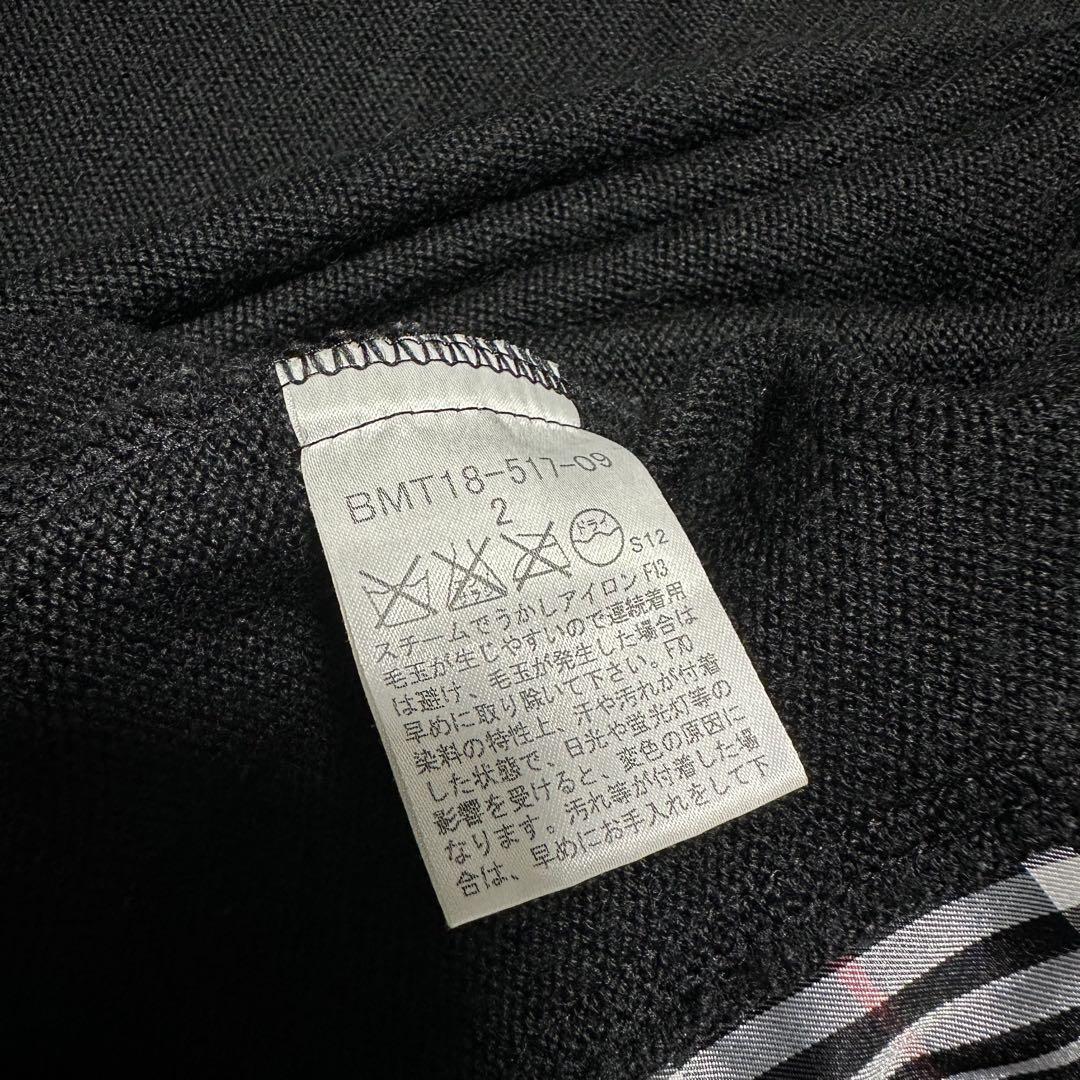 BMT18-517-09
2
ドライ
S12
スチームでうかしアイロン F13
毛玉が生じやすいので連続着用
は避け、毛玉が発生した場合は
早めに取り除いて下さい。F70
染料の特性上、汗や汚れが付着
した状態で、日光や蛍光灯等の
影響を受けると、変色の原因に
なります。汚れ等が付着した場
合は、早めにお手入れをして下